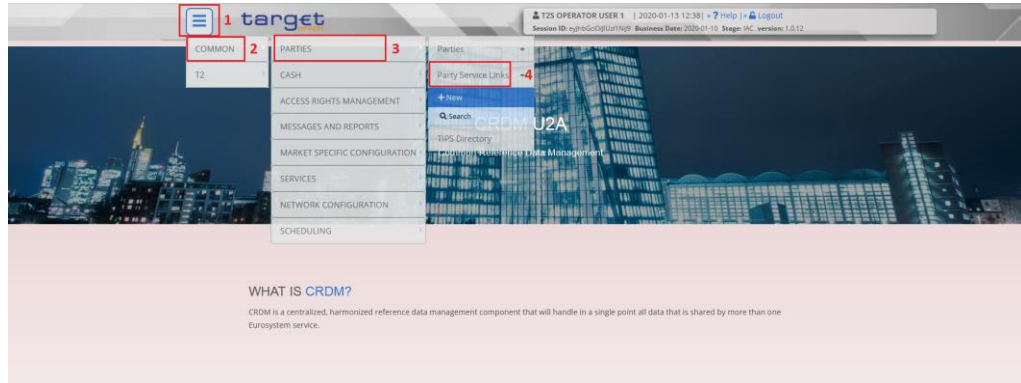 1 target
T2S OPERATOR USER 1 | 2020-01-13 12:38| » ? Help |» Logout
Business Date: 2020-01-10 Stage: IAC version: 1.0.12
Session ID:
COMMON 2
T2
PARTIES 3
CASH
ACCESS RIGHTS MANAGEMENT
MESSAGES AND REPORTS
MARKET SPECIFIC CONFIGURATION
SERVICES
NETWORK CONFIGURATION
SCHEDULING
Parties
Party Service Links -4
+ New
Search
TIPS Directory
CRDM U2A
Common Reference Data Management
WHAT IS CRDM?
CRDM is a centralized, harmonized reference data management component that will handle in a single point all data that is shared by more than one
Eurosystem service.